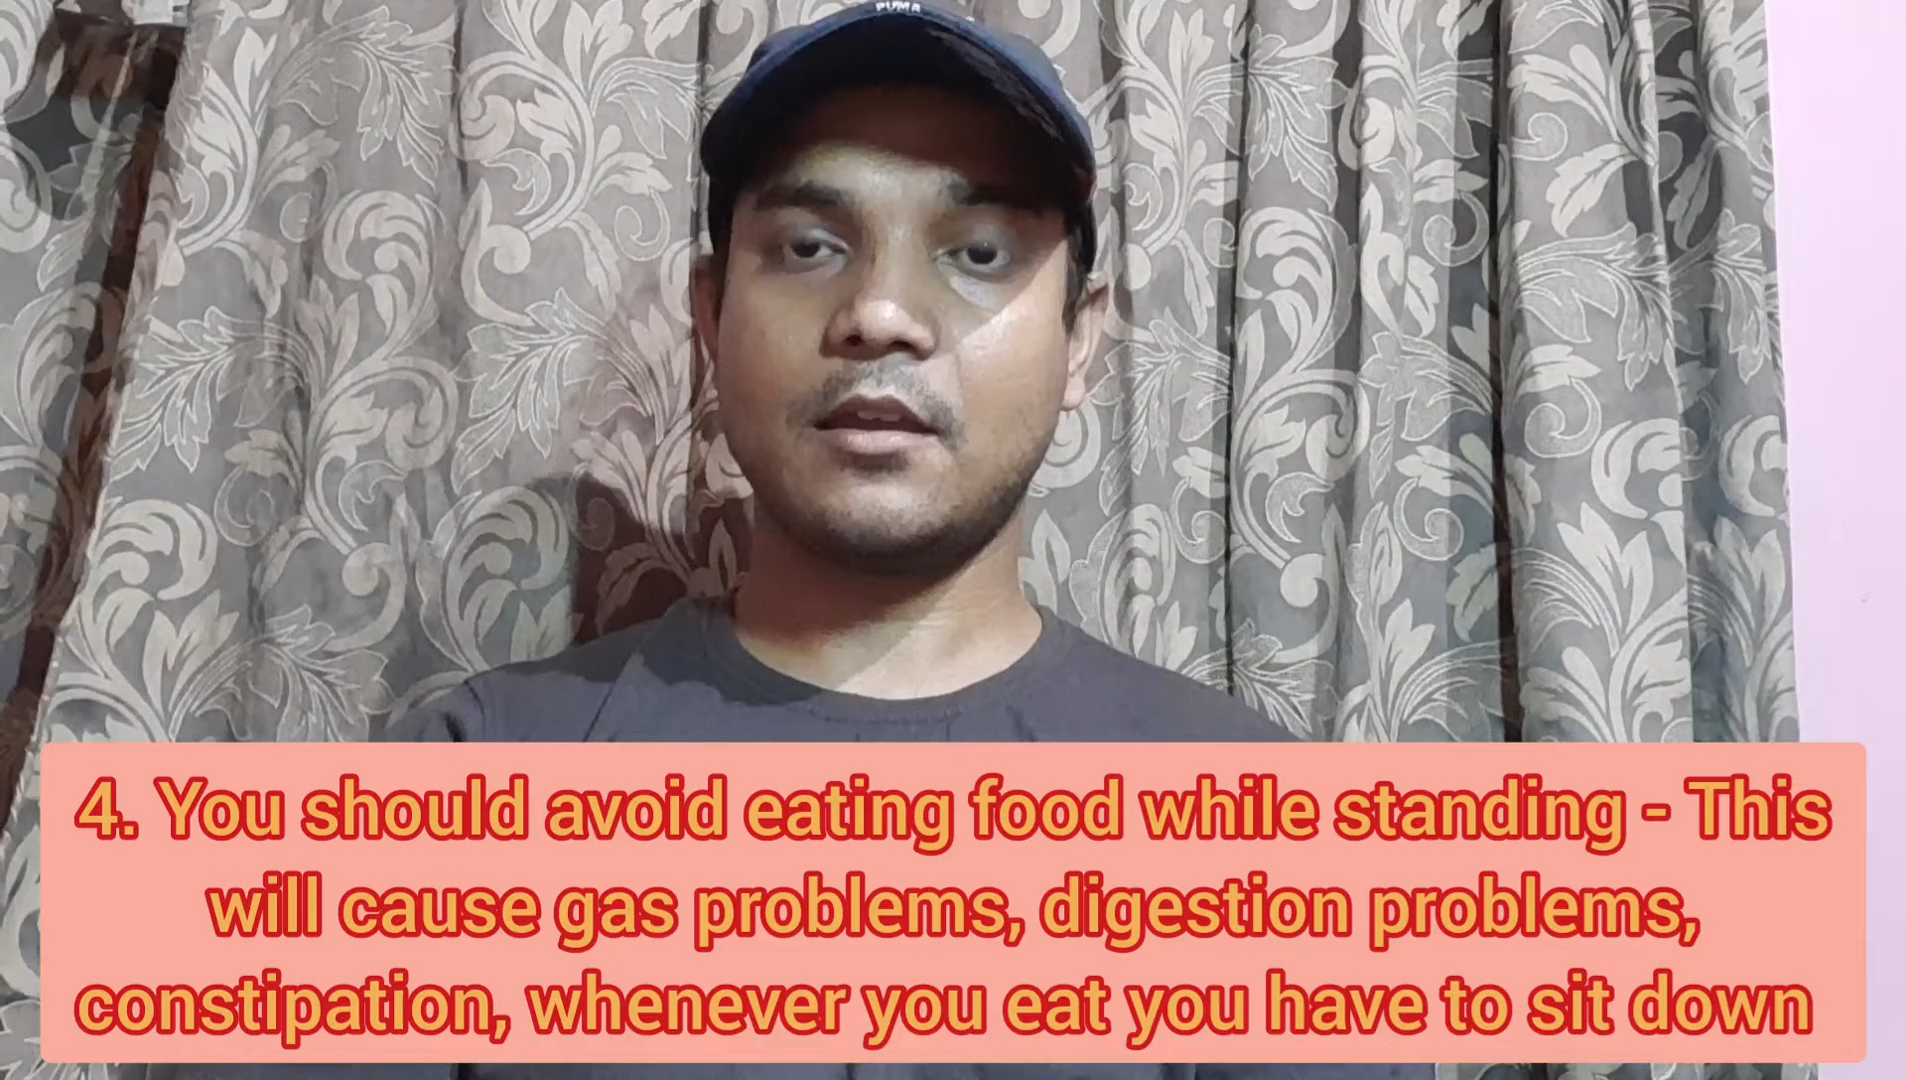 PUMA
4. You should avoid eating food while standing - This
will cause gas problems, digestion problems,
constipation, whenever you eat you have to sit down